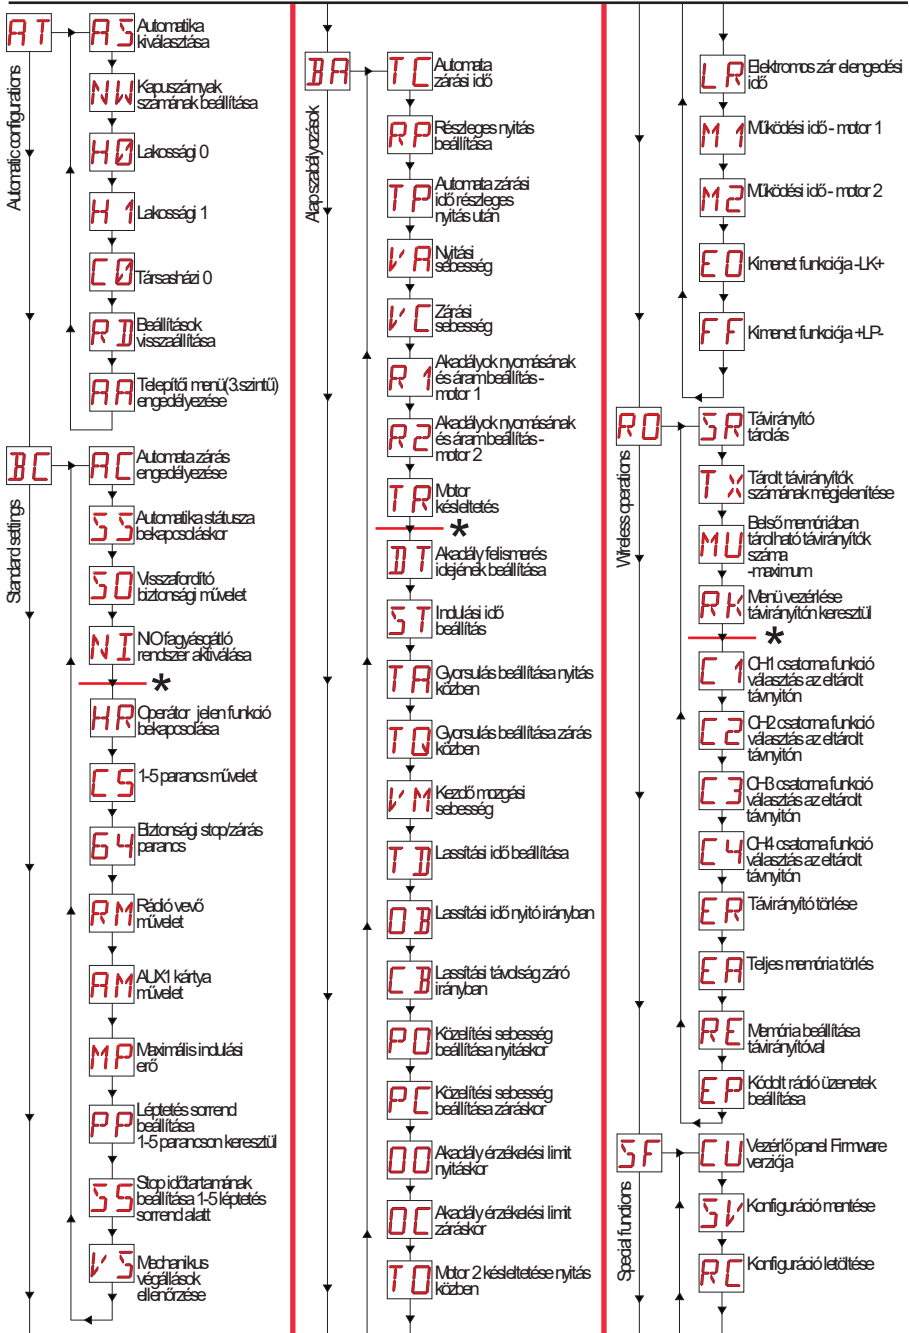 AT
Automatic configurations
AS
Automatika
kiválasztása
NW
Kapuszárnyak
számának beállítása
H0
Lakossági 0
H1
Lakossági 1
C0
Társasházi 0
RD
Beállítások
visszaállítása
AA
Telepítői menü(3.szintű)
engedélyezése
BC
Standard settings
AC
Automata zárás
engedélyezése
SS
Automatika státusza
bekapcsoláskor
SO
Visszafordító
biztonsági művelet
NI
NIO fagyásgátló
rendszer aktiválása
*
HR
Operátor jelen funkció
bekapcsolása
CS
1-5 parancs művelet
G4
Biztonsági stop/zárás
parancs
RM
Rádió vevő
művelet
AM
AUX1 kártya
művelet
MP
Maximális indulási
erő
PP
Léptetés sorrend
beállítása
1-5 parancson keresztül
S5
Stop időtartamának
beállítása 1-5 léptetés
sorrend alatt
VS
Mechanikus
végállások
ellenőrzése
BA
Alap szabályozások
TC
Automata
zárási idő
RP
Részleges nyitás
beállítása
TP
Automata zárási
idő részleges
nyitás után
VA
Nyitási
sebesség
VC
Zárási
sebesség
R1
Akadályok nyomásának
és áram beállítás -
motor 1
R2
Akadályok nyomásának
és áram beállítás -
motor 2
TR
Motor
késleltetés
*
DT
Akadály felismerés
idejének beállítása
ST
Indulási idő
beállítás
TA
Gyorsulás beállítása nyitás
közben
TQ
Gyorsulás beállítása zárás
közben
VM
Kezdő mozgási
sebesség
TD
Lassítási idő beállítása
OB
Lassítási idő nyitó irányban
CB
Lassítási távolság záró
irányban
PO
Közelítési sebesség
beállítása nyitáskor
PC
Közelítési sebesség
beállítása záráskor
OO
Akadály érzékelési limit
nyitáskor
OC
Akadály érzékelési limit
záráskor
TO
Motor 2 késleltetése nyitás
közben
LR
Elektromos zár elengedési
idő
M1
Működési idő - motor 1
M2
Működési idő - motor 2
EO
Kimenet funkciója -LK+
FF
Kimenet funkciója +LP-
RO
Wireless operations
SR
Távirányító
tárolás
TX
Tárolt távirányítók
számának megjelenítése
MU
Belső memóriában
tárolható távirányítók
száma
-maximum
RK
Menü vezérlése
távirányítón keresztül
*
C1
CH1 csatorna funkció
választás az eltárolt
távnyitón
C2
CH2 csatorna funkció
választás az eltárolt
távnyitón
C3
CH3 csatorna funkció
választás az eltárolt
távnyitón
C4
CH4 csatorna funkció
választás az eltárolt
távnyitón
ER
Távirányító törlése
EA
Teljes memória törlés
RE
Memória beállítása
távirányítóval
EP
Kódolt rádió üzenetek
beállítása
SF
Special functions
CU
Vezérlő panel Firmware
verziója
SV
Konfiguráció mentése
RC
Konfiguráció letöltése